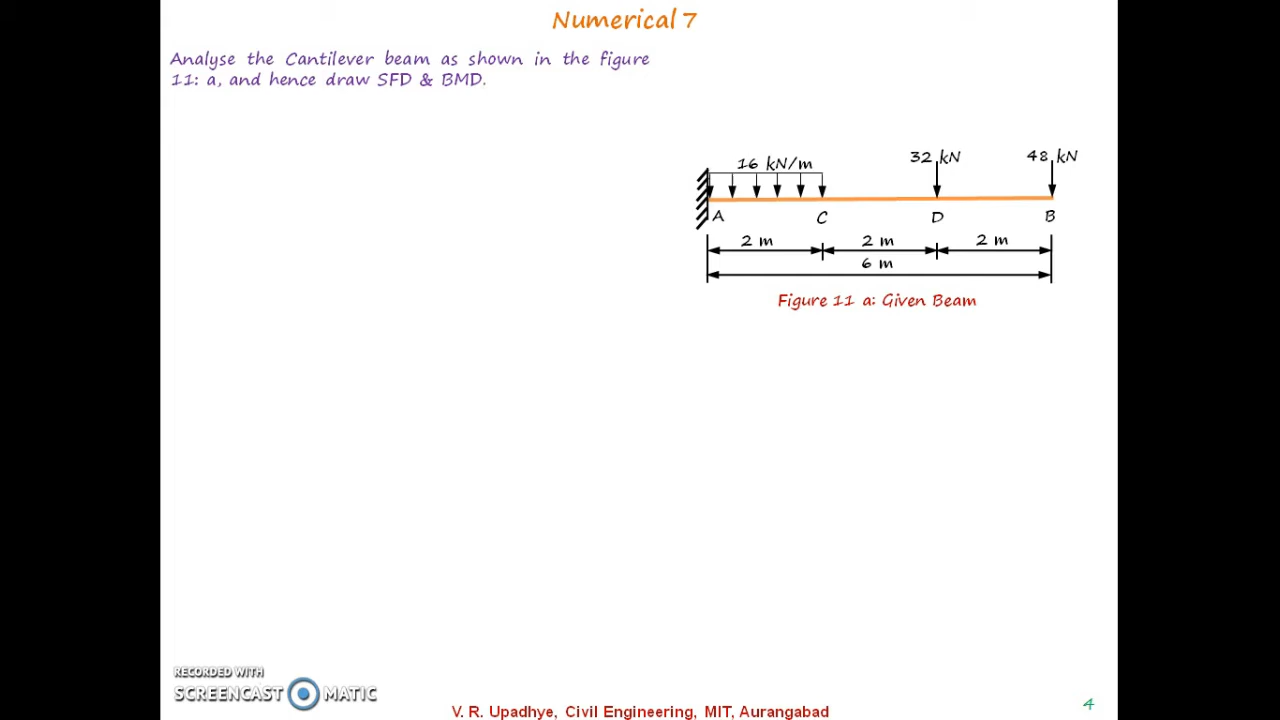 Numerical 7
Analyse the Cantilever beam as shown in the figure
11: a, and hence draw SFD & BMD.
16 kN/m
32 kN
48 kN
A
C
D
B
2 m
2 m
2 m
6 m
Figure 11 a: Given Beam
RECORDED WITH
SCREENCAST MATIC
V. R. Upadhye, Civil Engineering, MIT, Aurangabad
4